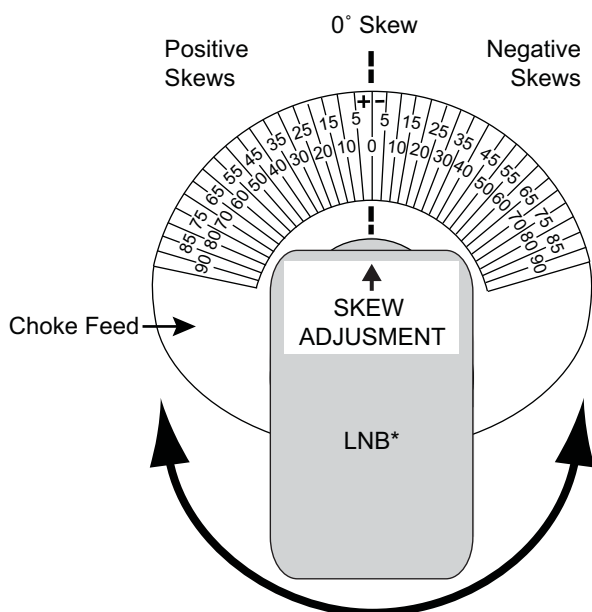 0° Skew
Positive
Skews
Negative
Skews
+ -
85 75 65 55 45 35 25 15 5 5 15 25 35 45 55 65 75 85
90 80 70 60 50 40 30 20 10 0 10 20 30 40 50 60 70 80 90
Choke Feed
SKEW
ADJUSMENT
LNB*